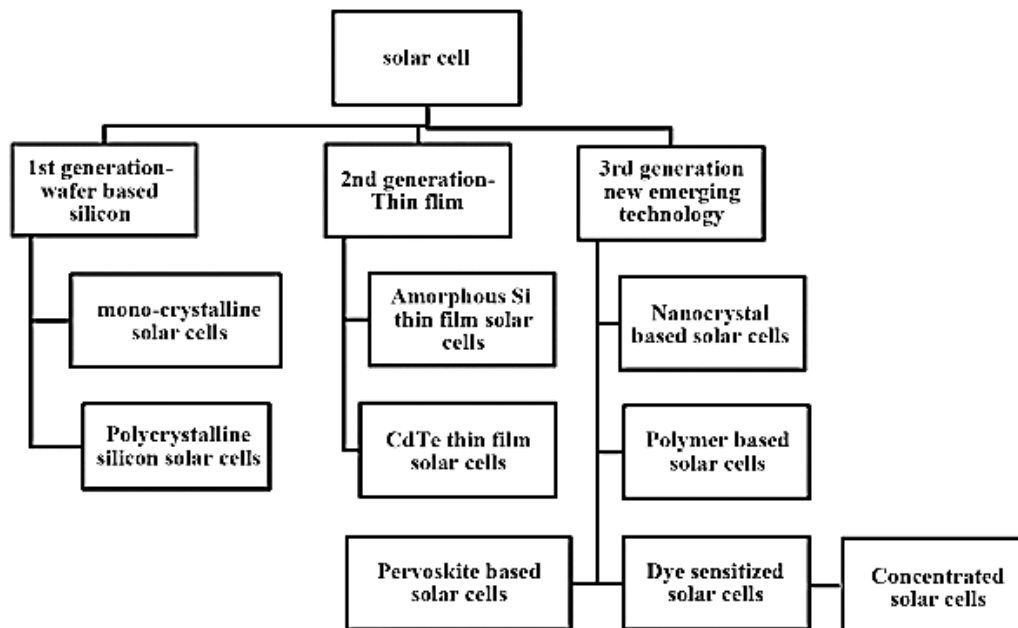 solar cell
1st generation-
wafer based
silicon
2nd generation-
Thin flim
3rd generation
new emerging
technology
mono-crystalline
solar cells
Amorphous Si
thin film solar
cells
Nanocrystal
based solar cells
Polycrystalline
silicon solar cells
CdTe thin film
solar cells
Polymer based
solar cells
Pervoskite based
solar cells
Dye sensitized
solar cells
Concentrated
solar cells